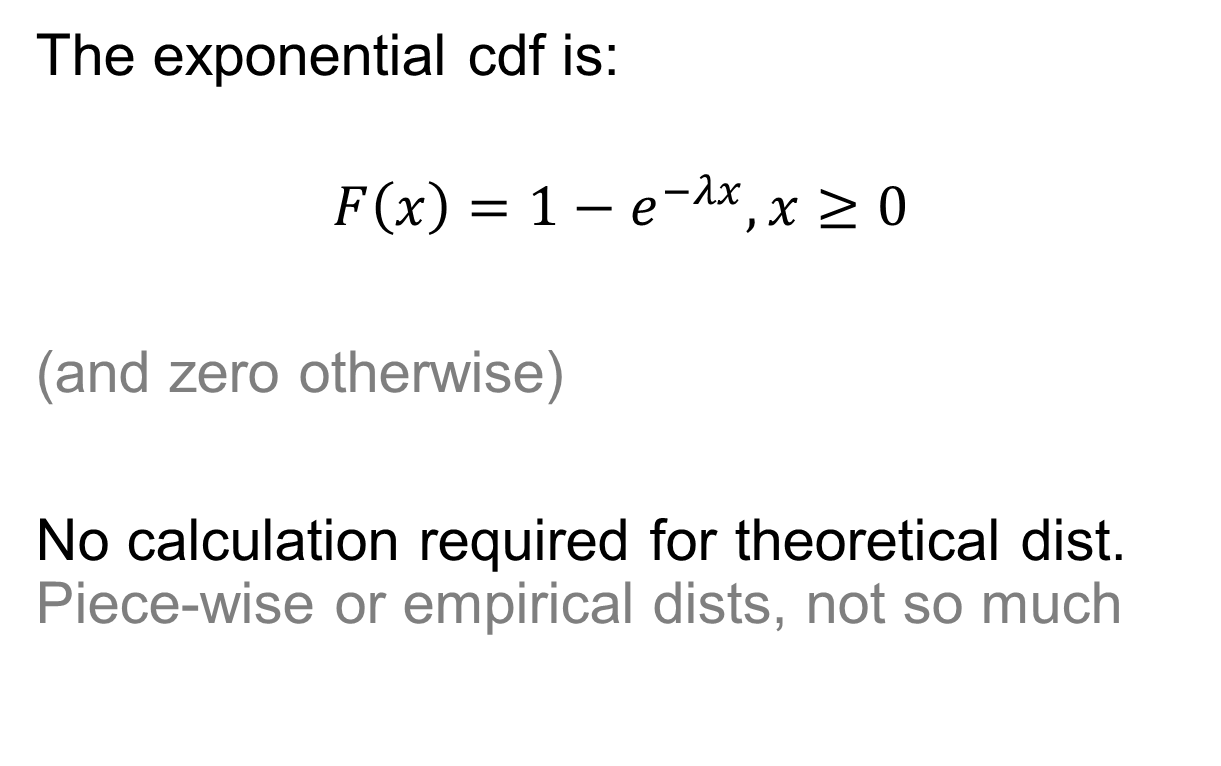 The exponential cdf is:
F(x) = 1 − e^{−λx}, x ≥ 0
(and zero otherwise)
No calculation required for theoretical dist.
Piece-wise or empirical dists, not so much